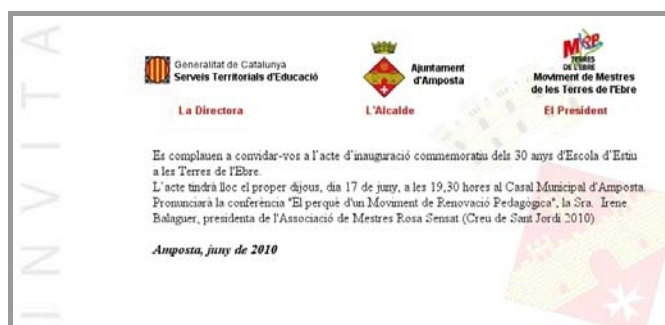 INVITA
Generalitat de Catalunya
Serveis Territorials d'Educació
La Directora
Ajuntament
d'Amposta
L'Alcalde
MRP
TERRES
DE L'EBRE
Moviment de Mestres
de les Terres de l'Ebre
El President
Es complauen a convidar-vos a l'acte d'inauguració commemoratiu dels 30 anys d'Escola d'Estiu
a les Terres de l'Ebre.
L'acte tindrà lloc el proper dijous, dia 17 de juny, a les 19,30 hores al Casal Municipal d'Amposta.
Pronunciarà la conferència "El perquè d'un Moviment de Renovació Pedagògica", la Sra. Irene
Balaguer, presidenta de l'Associació de Mestres Rosa Sensat (Creu de Sant Jordi 2010)
Amposta, juny de 2010